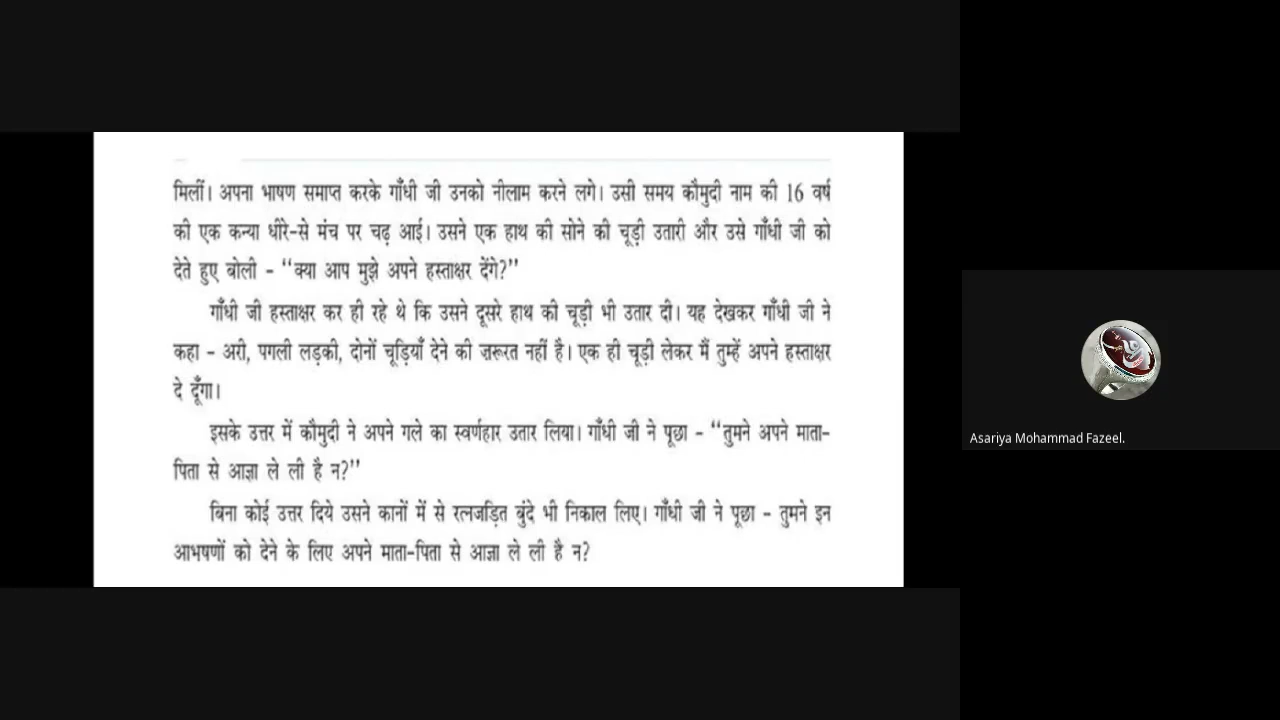 मिलीं। अपना भाषण समाप्त करके गाँधी जी उनको नीलाम करने लगे। उसी समय कौमुदी नाम की 16 वर्ष
की एक कन्या धीरे-से मंच पर चढ़ आई। उसने एक हाथ की सोने की चूड़ी उतारी और उसे गाँधी जी को
देते हुए बोली - “क्या आप मुझे अपने हस्ताक्षर देंगे?”
गाँधी जी हस्ताक्षर कर ही रहे थे कि उसने दूसरे हाथ की चूड़ी भी उतार दी। यह देखकर गाँधी जी ने
कहा - अरी, पगली लड़की, दोनों चूड़ियाँ देने की ज़रूरत नहीं है। एक ही चूड़ी लेकर मैं तुम्हें अपने हस्ताक्षर
दे दूँगा।
इसके उत्तर में कौमुदी ने अपने गले का स्वर्णहार उतार लिया। गाँधी जी ने पूछा - “तुमने अपने माता-
पिता से आज्ञा ले ली है न?”
बिना कोई उत्तर दिये उसने कानों में से रत्नजड़ित बुंदे भी निकाल लिए। गाँधी जी ने पूछा - तुमने इन
आभषणों को देने के लिए अपने माता-पिता से आज्ञा ले ली है न?
Asariya Mohammad Fazeel.